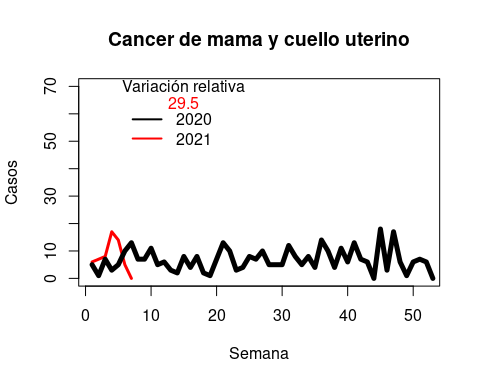 Cancer de mama y cuello uterino
Variación relativa
29.5
2020
2021
Casos
70
50
30
10
0
0 10 20 30 40 50
Semana